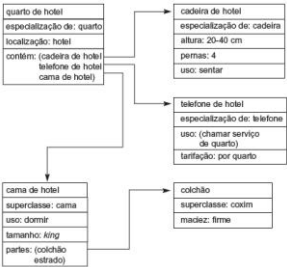 quarto de hotel
especialização de: quarto
localização: hotel
contém: (cadeira de hotel
telefone de hotel
cama de hotel)
cadeira de hotel
especialização de: cadeira
altura: 20-40 cm
pernas: 4
uso: sentar
telefone de hotel
especialização de: telefone
uso: (chamar serviço
de quarto)
tarifação: por quarto
cama de hotel
superclasse: cama
uso: dormir
tamanho: king
partes: (colchão
estrado)
colchão
superclasse: coxim
maciez: firme